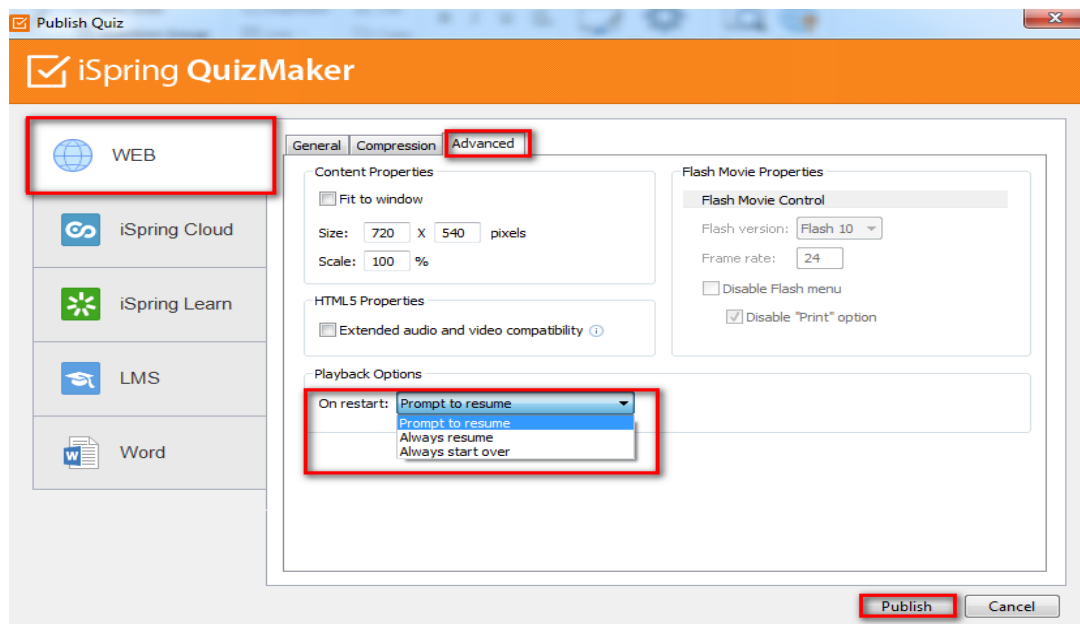 Publish Quiz
iSpring QuizMaker
WEB
iSpring Cloud
iSpring Learn
LMS
Word
General Compression Advanced
Content Properties
Fit to window
Size: 720 X 540 pixels
Scale: 100 %
HTML5 Properties
Extended audio and video compatibility
Flash Movie Properties
Flash Movie Control
Flash version: Flash 10
Frame rate: 24
Disable Flash menu
Disable "Print" option
Playback Options
On restart: Prompt to resume
Prompt to resume
Always resume
Always start over
Publish Cancel